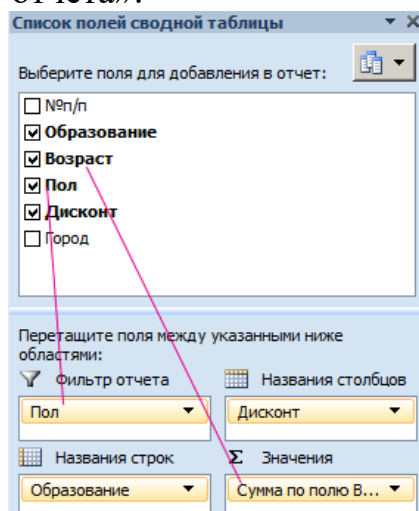 отчета».
Список полей сводной таблицы
Выберите поля для добавления в отчет:
№п/п
Образование
Возраст
Пол
Дисконт
Город
Перетащите поля между указанными ниже
областями:
Фильтр отчета
Названия столбцов
Пол
Дисконт
Названия строк
Σ Значения
Образование
Сумма по полю В...